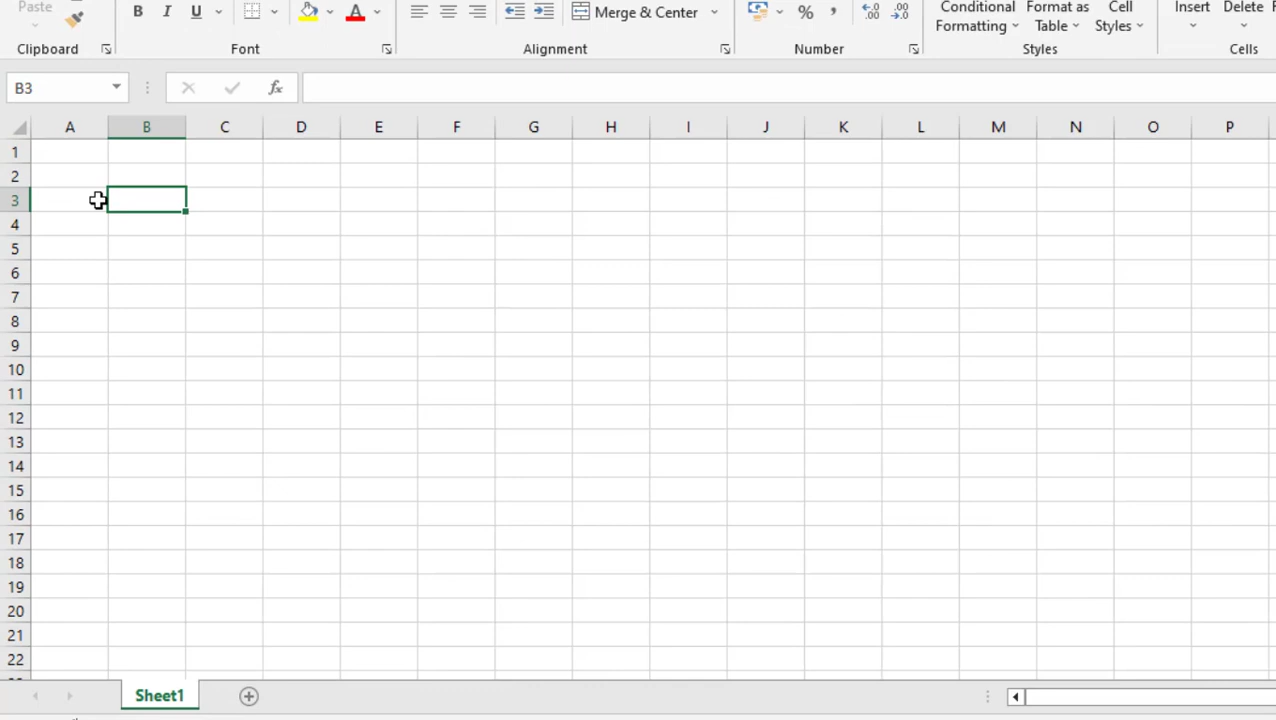 Paste
B I U
A
Merge & Center
% ,
.00
.0
Conditional
Formatting
Format as
Table
Cell
Styles
Insert
Delete
Clipboard
Font
Alignment
Number
Styles
Cells
B3
fx
A B C D E F G H I J K L M N O P
1
2
3
4
5
6
7
8
9
10
11
12
13
14
15
16
17
18
19
20
21
22
Sheet1